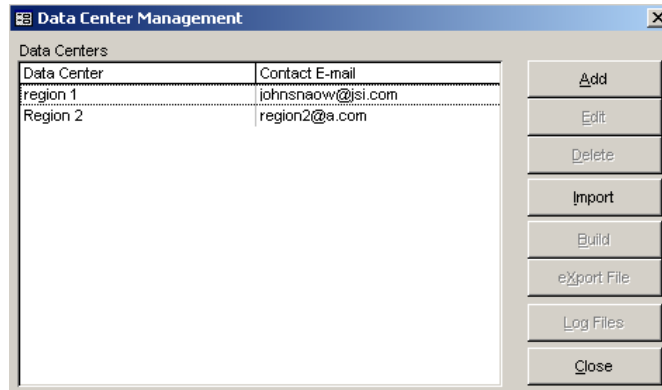 Data Center Management
Data Centers
Data Center Contact E-mail
region 1 johnsnaow@jsi.com
Region 2 region2@a.com
Add
Edit
Delete
Import
Build
eXport File
Log Files
Close